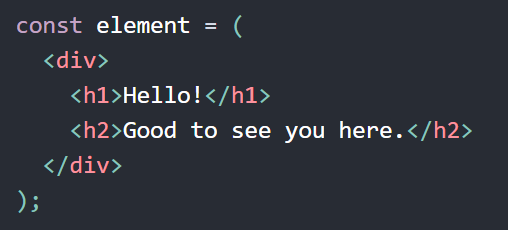 const element = (
  <div>
    <h1>Hello!</h1>
    <h2>Good to see you here.</h2>
  </div>
);